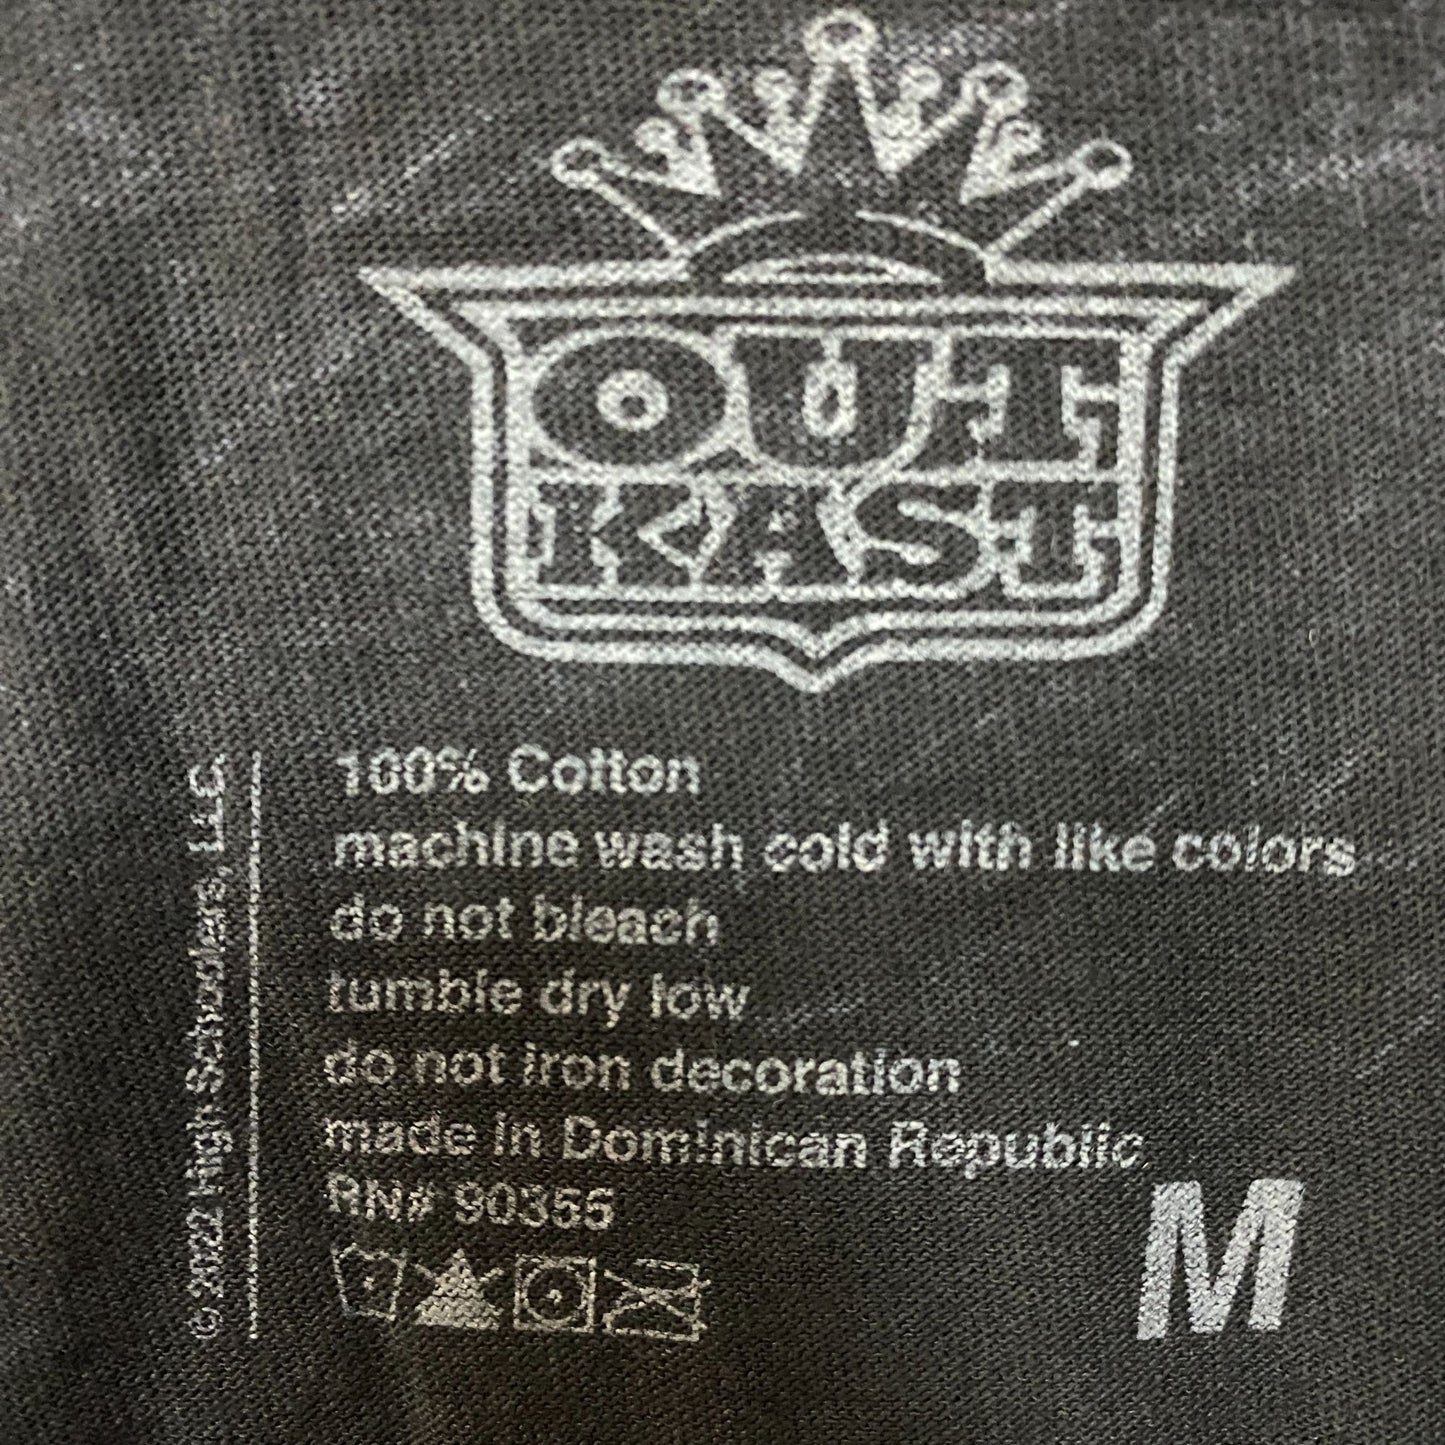 OUT
KAST
100% Cotton
machine wash cold with like colors
do not bleach
tumble dry low
do not iron decoration
made in Dominican Republic
RN# 90355
M
© 2022 High Schoolers, LLC